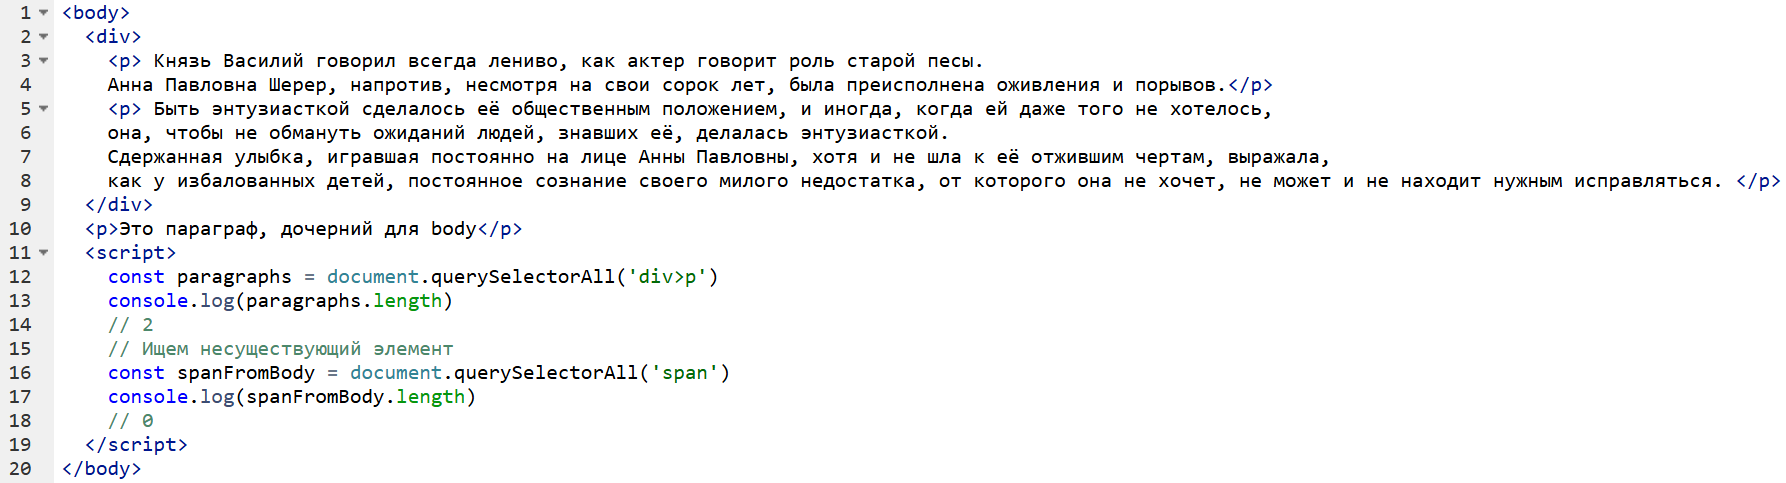 1 <body>
2 <div>
3 <p> Князь Василий говорил всегда лениво, как актер говорит роль старой песы.
4 Анна Павловна Шерер, напротив, несмотря на свои сорок лет, была преисполнена оживления и порывов.</p>
5 <p> Быть энтузиасткой сделалось её общественным положением, и иногда, когда ей даже того не хотелось,
6 она, чтобы не обмануть ожиданий людей, знавших её, делалась энтузиасткой.
7 Сдержанная улыбка, игравшая постоянно на лице Анны Павловны, хотя и не шла к её отжившим чертам, выражала,
8 как у избалованных детей, постоянное сознание своего милого недостатка, от которого она не хочет, не может и не находит нужным исправляться. </p>
9 </div>
10 <p>Это параграф, дочерний для body</p>
11 <script>
12 const paragraphs = document.querySelectorAll('div>p')
13 console.log(paragraphs.length)
14 // 2
15 // Ищем несуществующий элемент
16 const spanFromBody = document.querySelectorAll('span')
17 console.log(spanFromBody.length)
18 // 0
19 </script>
20 </body>